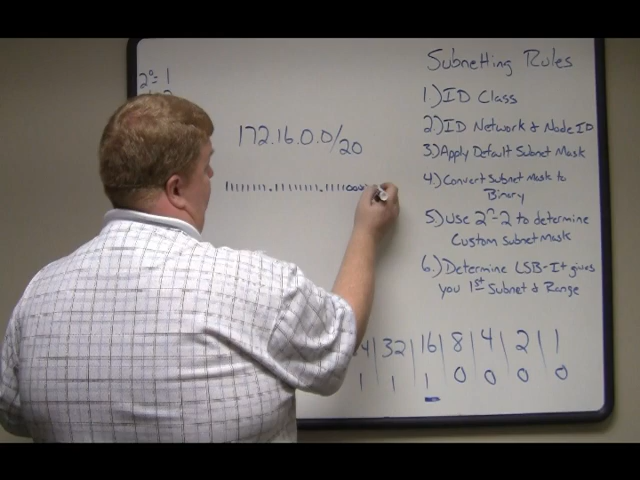 Subnetting Rules
2⁰= 1
1) ID Class
172.16.0.0/20
2) ID Network & Node ID
3) Apply Default Subnet Mask
4.) Convert Subnet Mask to
Binary
11111111.11111111.1111000
5) Use 2ⁿ-2 to determine
Custom Subnet Mask
6.) Determine LSB-It gives
you 1st Subnet & Range
4 | 32 | 16 | 8 | 4 | 2 | 1
1 1 1 0 0 0 0